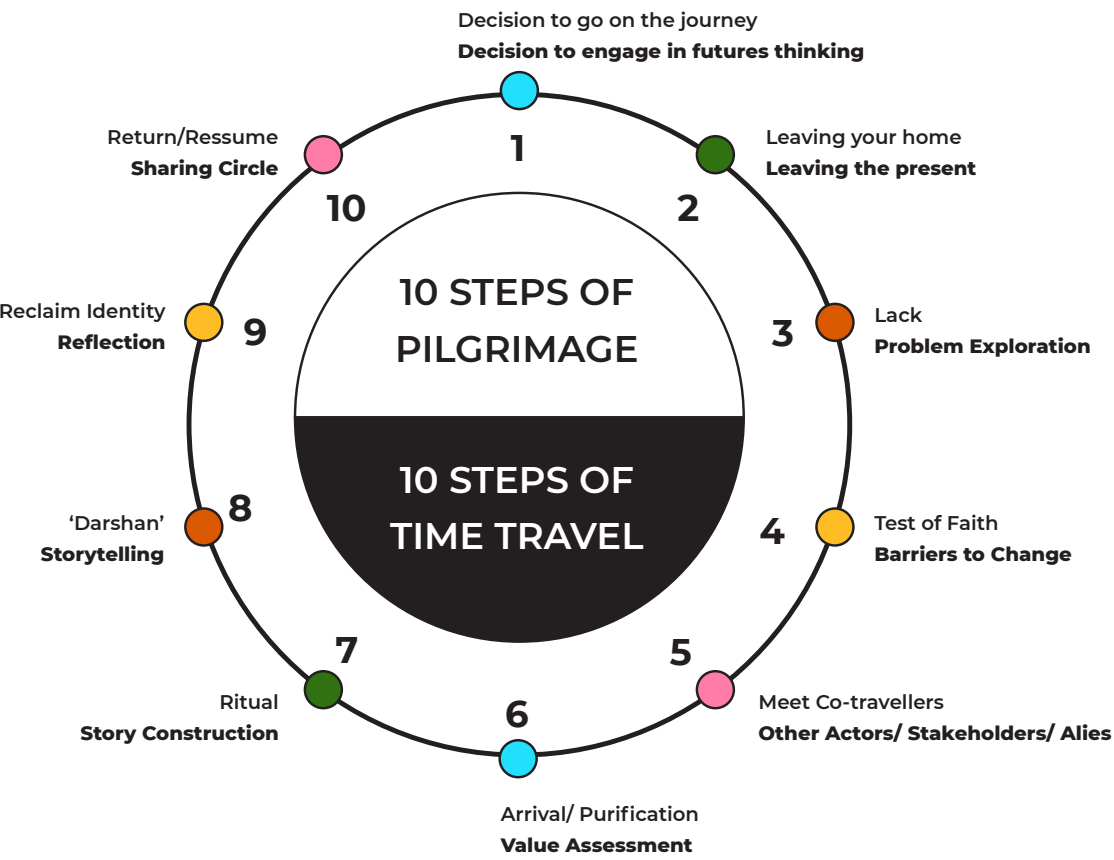 Decision to go on the journey
Decision to engage in futures thinking
1
Leaving your home
Leaving the present
2
Lack
Problem Exploration
3
Test of Faith
Barriers to Change
4
Meet Co-travellers
Other Actors/ Stakeholders/ Alies
5
6
Arrival/ Purification
Value Assessment
7
Ritual
Story Construction
8
‘Darshan’
Storytelling
9
Reclaim Identity
Reflection
10
Return/Ressume
Sharing Circle
10 STEPS OF
PILGRIMAGE
10 STEPS OF
TIME TRAVEL